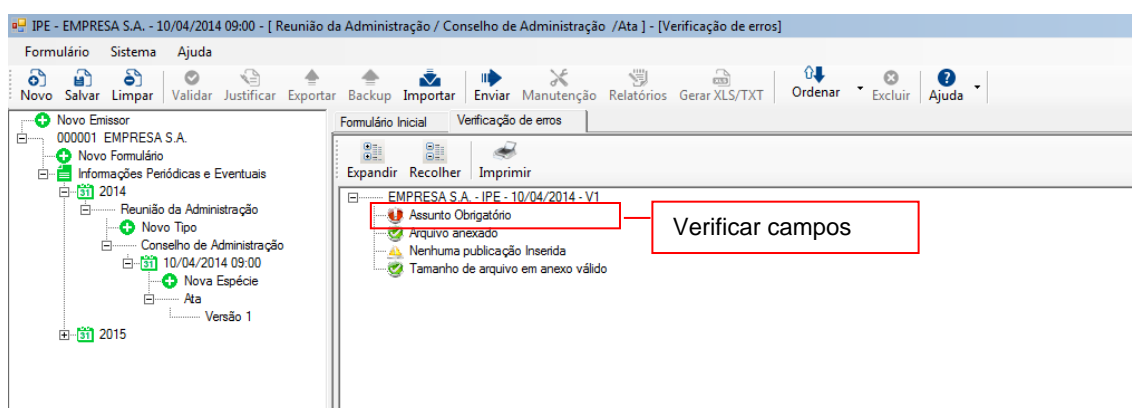 IPE - EMPRESA S.A. - 10/04/2014 09:00 - [ Reunião da Administração / Conselho de Administração /Ata ] - [Verificação de erros]
Formulário Sistema Ajuda
Novo Salvar Limpar Validar Justificar Exportar Backup Importar Enviar Manutenção Relatórios Gerar XLS/TXT Ordenar Excluir Ajuda
Novo Emissor
000001 EMPRESA S.A.
Novo Formulário
Informações Periódicas e Eventuais
2014
Reunião da Administração
Novo Tipo
Conselho de Administração
10/04/2014 09:00
Nova Espécie
Ata
Versão 1
2015
Formulário Inicial Verificação de erros
Expandir Recolher Imprimir
EMPRESA S.A. - IPE - 10/04/2014 - V1
Assunto Obrigatório
Arquivo anexado
Nenhuma publicação Inserida
Tamanho de arquivo em anexo válido
Verificar campos